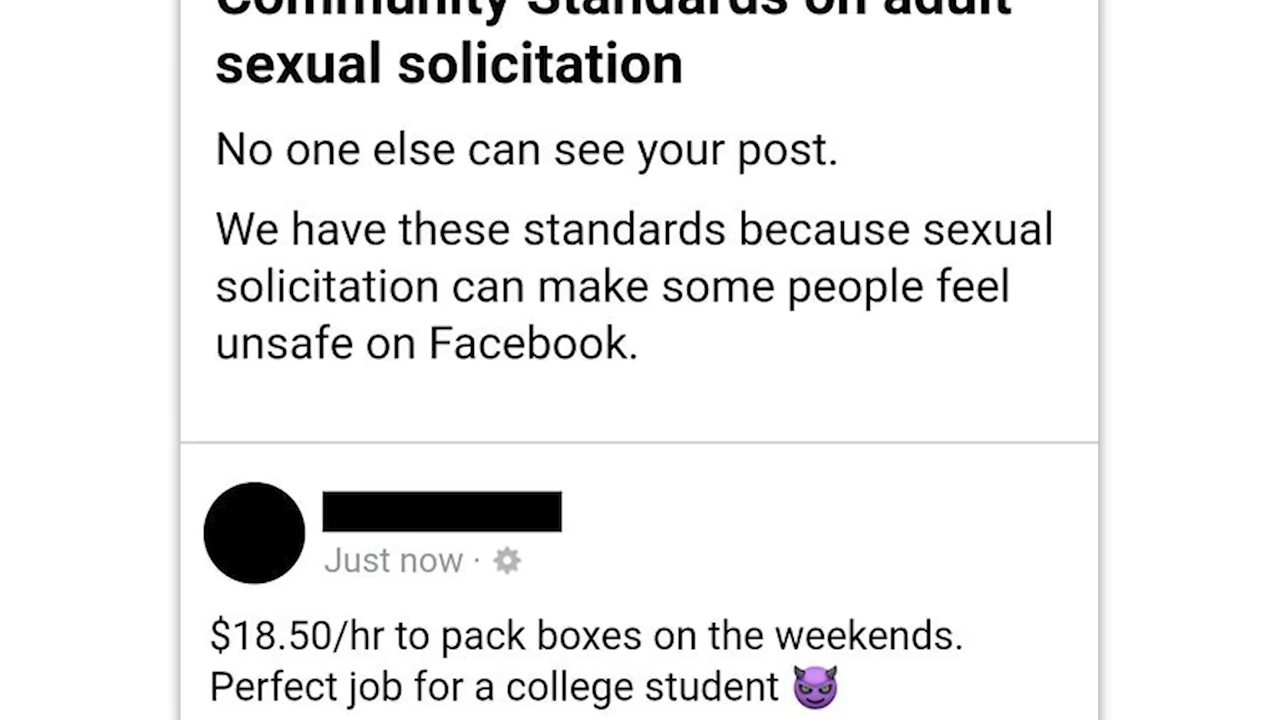 Community Standards on adult
sexual solicitation
No one else can see your post.
We have these standards because sexual
solicitation can make some people feel
unsafe on Facebook.
Just now ·
$18.50/hr to pack boxes on the weekends.
Perfect job for a college student 😈